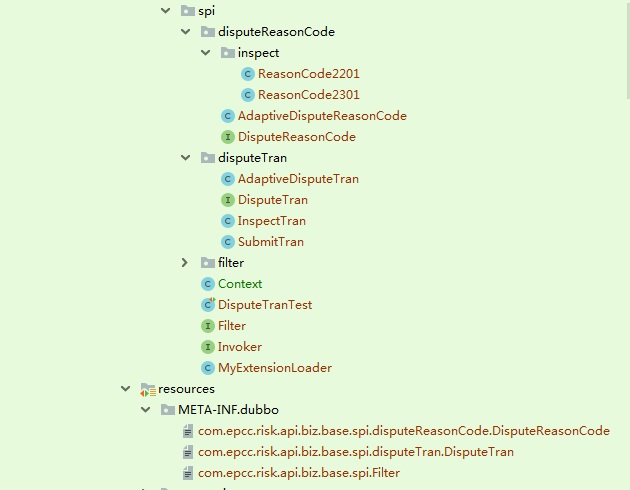 spi
disputeReasonCode
inspect
ReasonCode2201
ReasonCode2301
AdaptiveDisputeReasonCode
DisputeReasonCode
disputeTran
AdaptiveDisputeTran
DisputeTran
InspectTran
SubmitTran
filter
Context
DisputeTranTest
Filter
Invoker
MyExtensionLoader
resources
META-INF.dubbo
com.epcc.risk.api.biz.base.spi.disputeReasonCode.DisputeReasonCode
com.epcc.risk.api.biz.base.spi.disputeTran.DisputeTran
com.epcc.risk.api.biz.base.spi.Filter